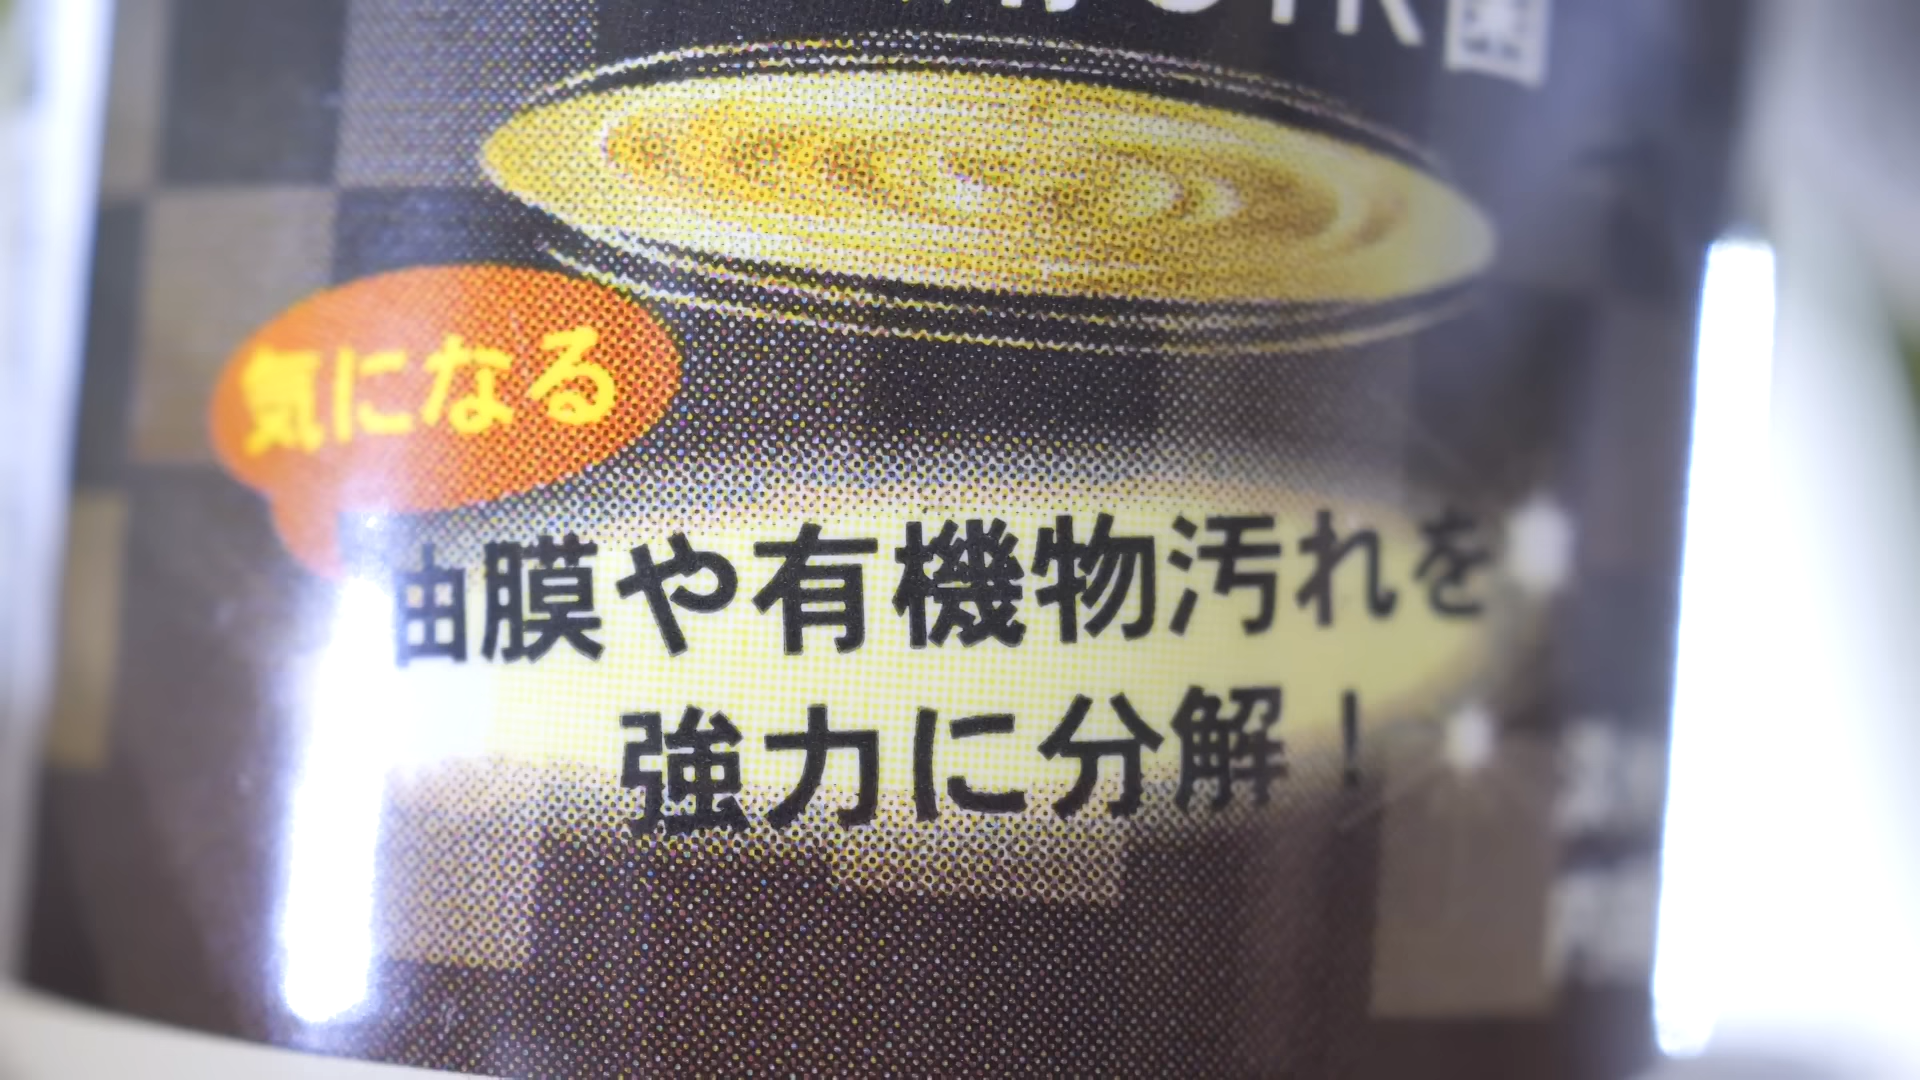 気になる
油膜や有機物汚れを
強力に分解！